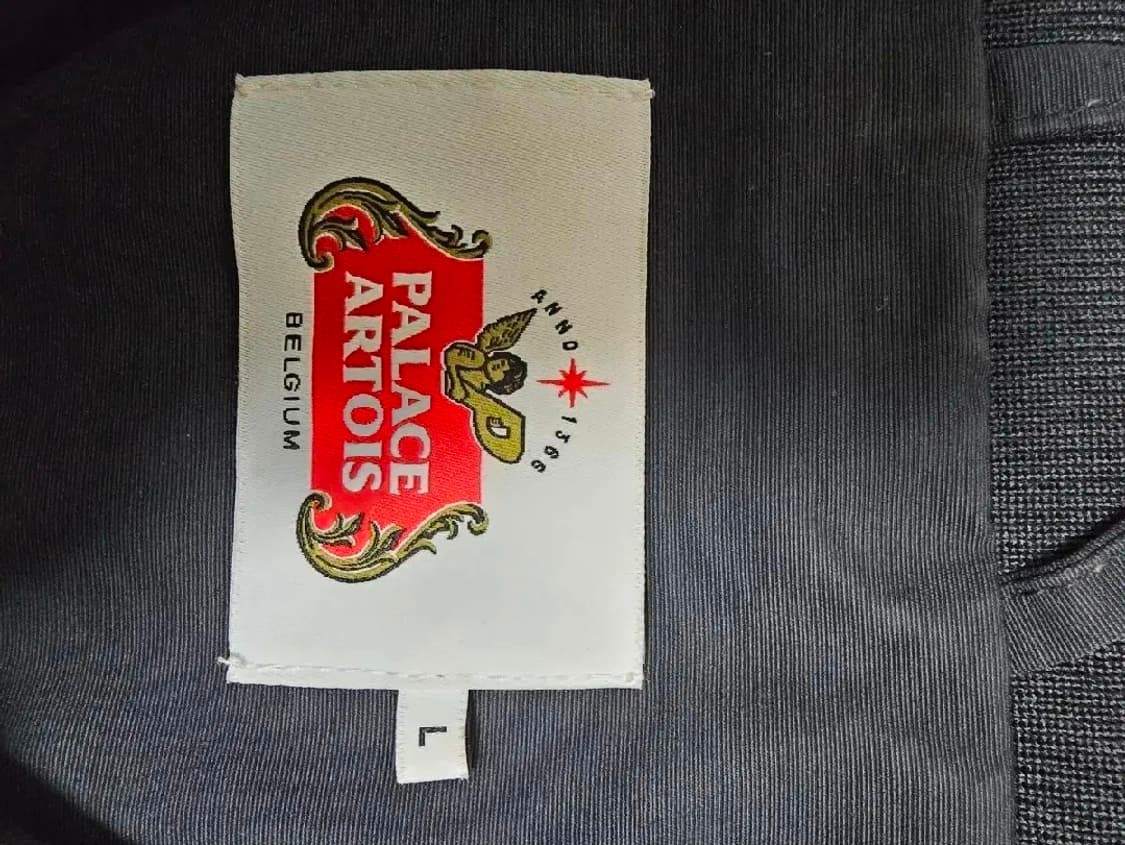 ANNO 1366
PALACE
ARTOIS
BELGIUM
L